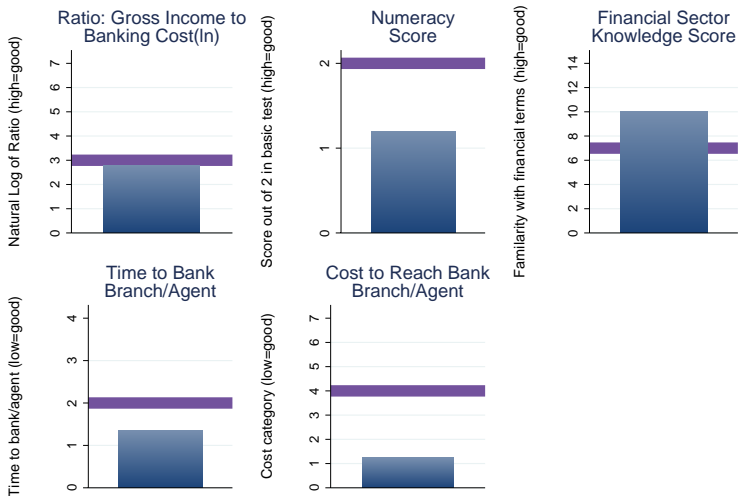 Ratio: Gross Income to
Banking Cost(ln)
Natural Log of Ratio (high=good)
7
6
5
4
3
2
1
0
Numeracy
Score
Score out of 2 in basic test (high=good)
2
1
0
Financial Sector
Knowledge Score
Familarity with financial terms (high=good)
14
12
10
8
6
4
2
0
Time to Bank
Branch/Agent
Time to bank/agent (low=good)
4
3
2
1
0
Cost to Reach Bank
Branch/Agent
Cost category (low=good)
7
6
5
4
3
2
1
0